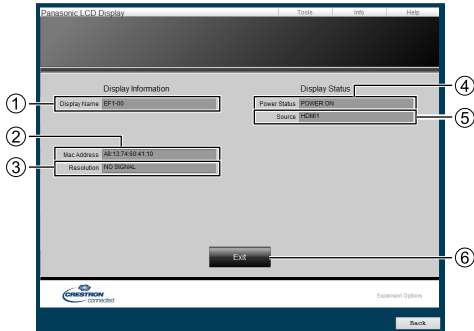 Panasonic LCD Display Tools Info Help
Display Information Display Status
① Display Name EF1-00
Power Status POWER ON ④
Source HDMI1 ⑤
②
Mac Address A8:13:74:60:41:10
③ Resolution NO SIGNAL
Exit ⑥
CRESTRON
connected
Expansion Options
Back